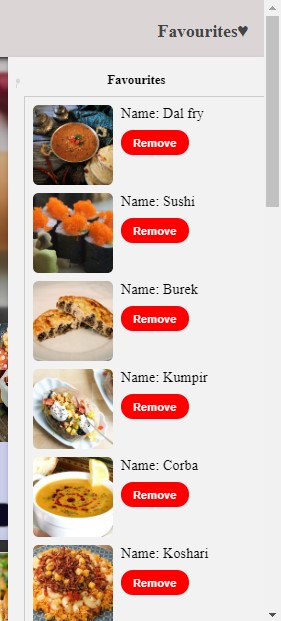 Favourites♥
Favourites
Name: Dal fry
Remove
Name: Sushi
Remove
Name: Burek
Remove
Name: Kumpir
Remove
Name: Corba
Remove
Name: Koshari
Remove